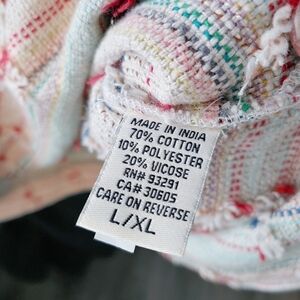 MADE IN INDIA
70% COTTON
10% POLYESTER
20% VICOSE
RN# 93291
CA# 30605
CARE ON REVERSE
L/XL